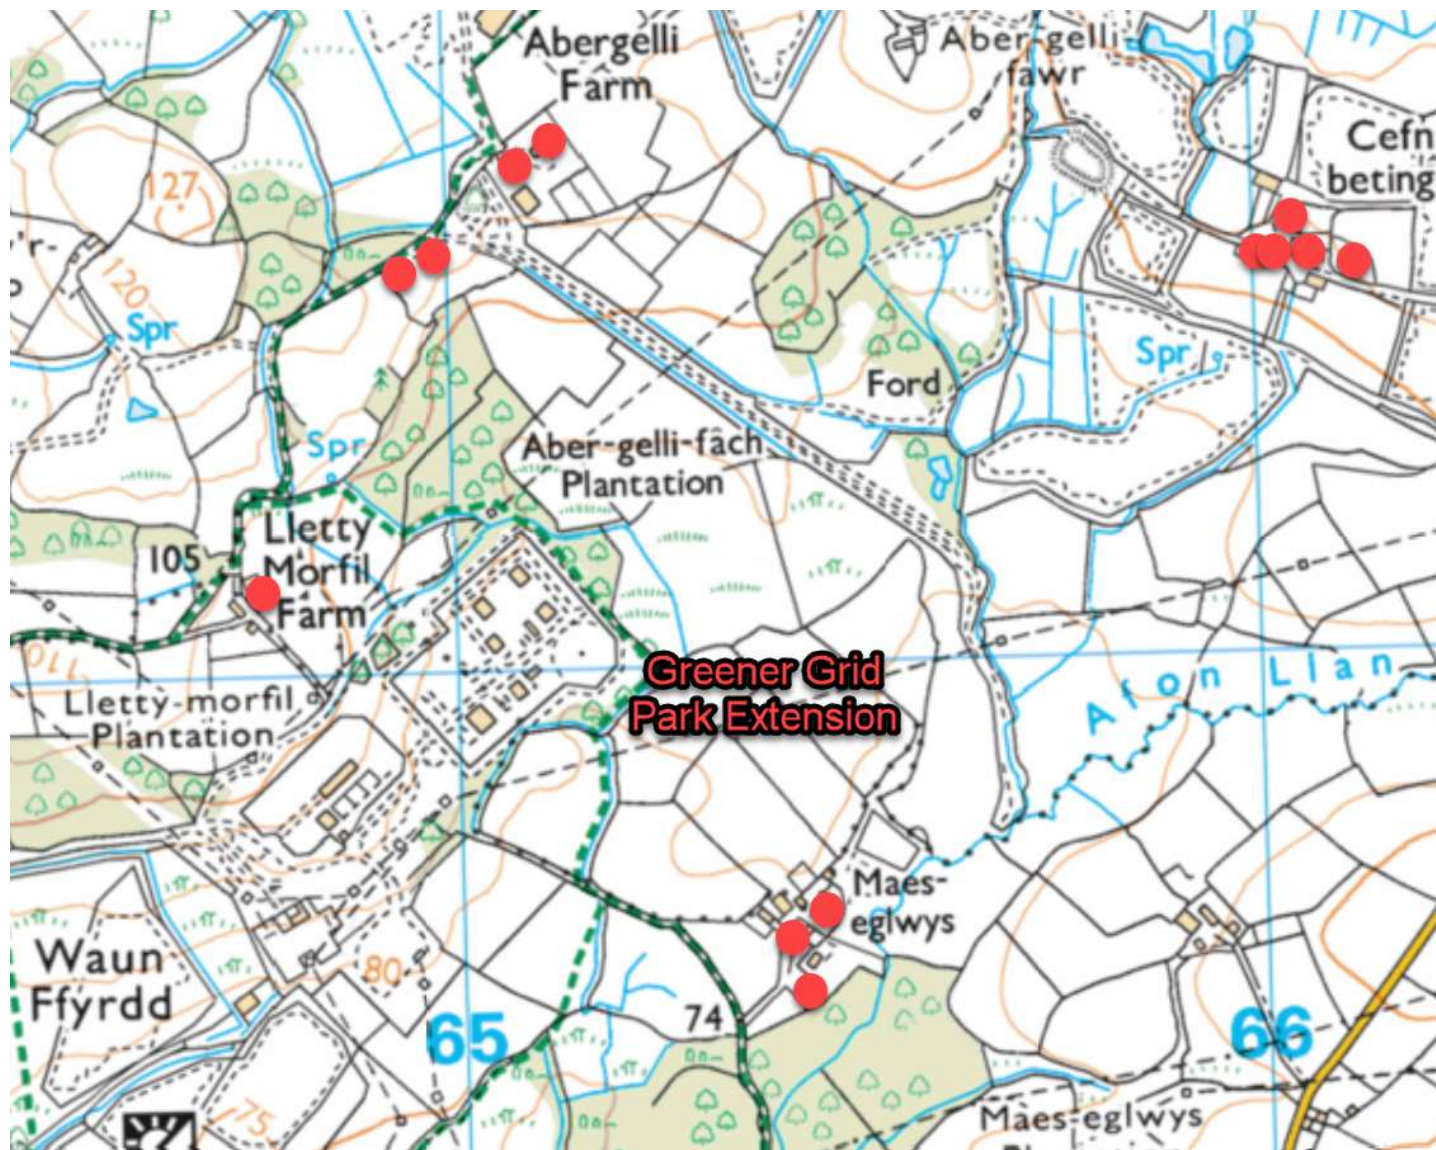 Abergelli
Farm
Aber-gelli-
fawr
Cefn
beting
127
'r-
120
Spr
Spr
Ford
Spr
Aber-gelli-fach
Plantation
Lletty
Morfil
Farm
105
110
Greener Grid
Park Extension
Afon Llan
Lletty-morfil
Plantation
Maes-
eglwys
Waun
Ffyrdd
80
74
65
66
75
Maes-eglwys